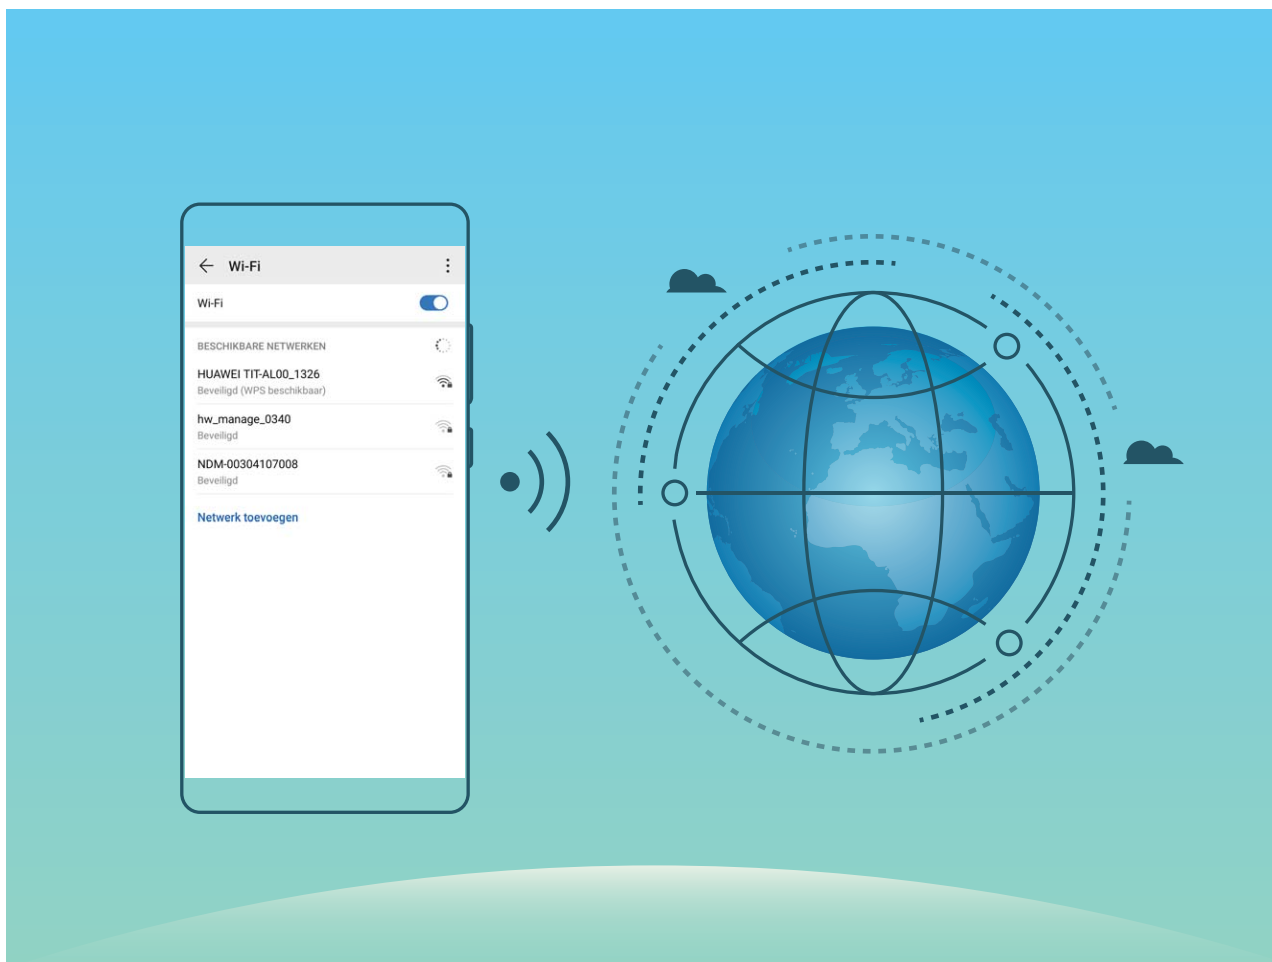 Wi-Fi
Wi-Fi
BESCHIKBARE NETWERKEN
HUAWEI TIT-AL00_1326
Beveiligd (WPS beschikbaar)
hw_manage_0340
Beveiligd
NDM-00304107008
Beveiligd
Netwerk toevoegen